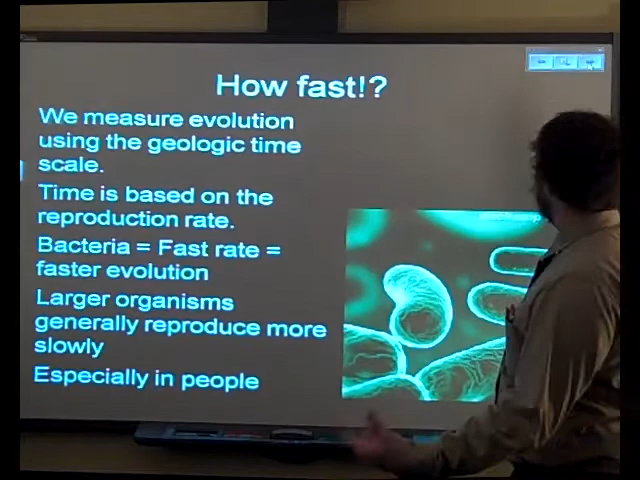 How fast!?
We measure evolution
using the geologic time
scale.
Time is based on the
reproduction rate.
Bacteria = Fast rate =
faster evolution
Larger organisms
generally reproduce more
slowly
Especially in people